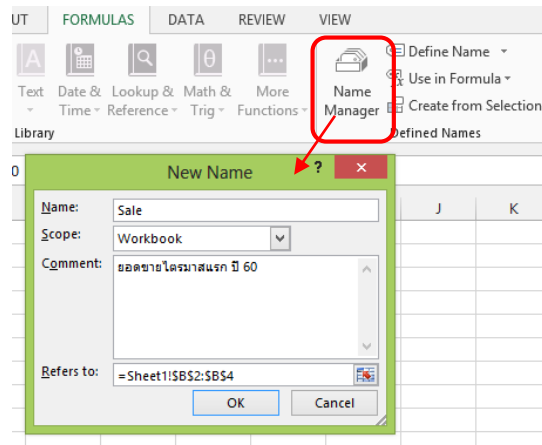 UT FORMULAS DATA REVIEW VIEW
A θ ...
Define Name
Text Date & Lookup & Math & More Name Use in Formula
Time Reference Trig Functions Manager Create from Selection
Library Defined Names
0 New Name ?
J K
Name: Sale
Scope: Workbook
Comment: ยอดขายไตรมาสแรก ปี 60
Refers to: =Sheet1!$B$2:$B$4
OK Cancel